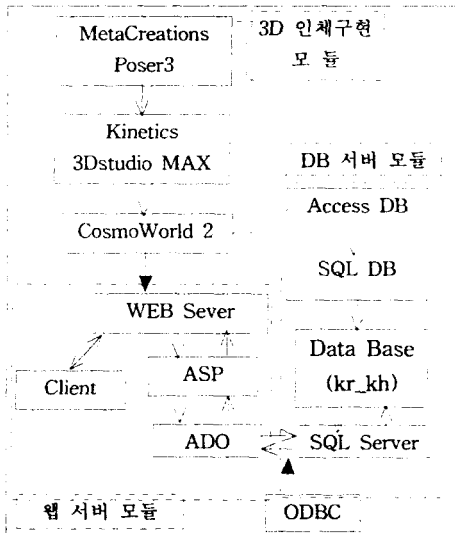 MetaCreations
Poser3
3D 인체구현
모 듈
Kinetics
3Dstudio MAX
DB 서버 모듈
Access DB
CosmoWorld 2
SQL DB
WEB Sever
Data Base
(kr_kh)
Client
ASP
ADO
SQL Server
웹 서버 모듈
ODBC